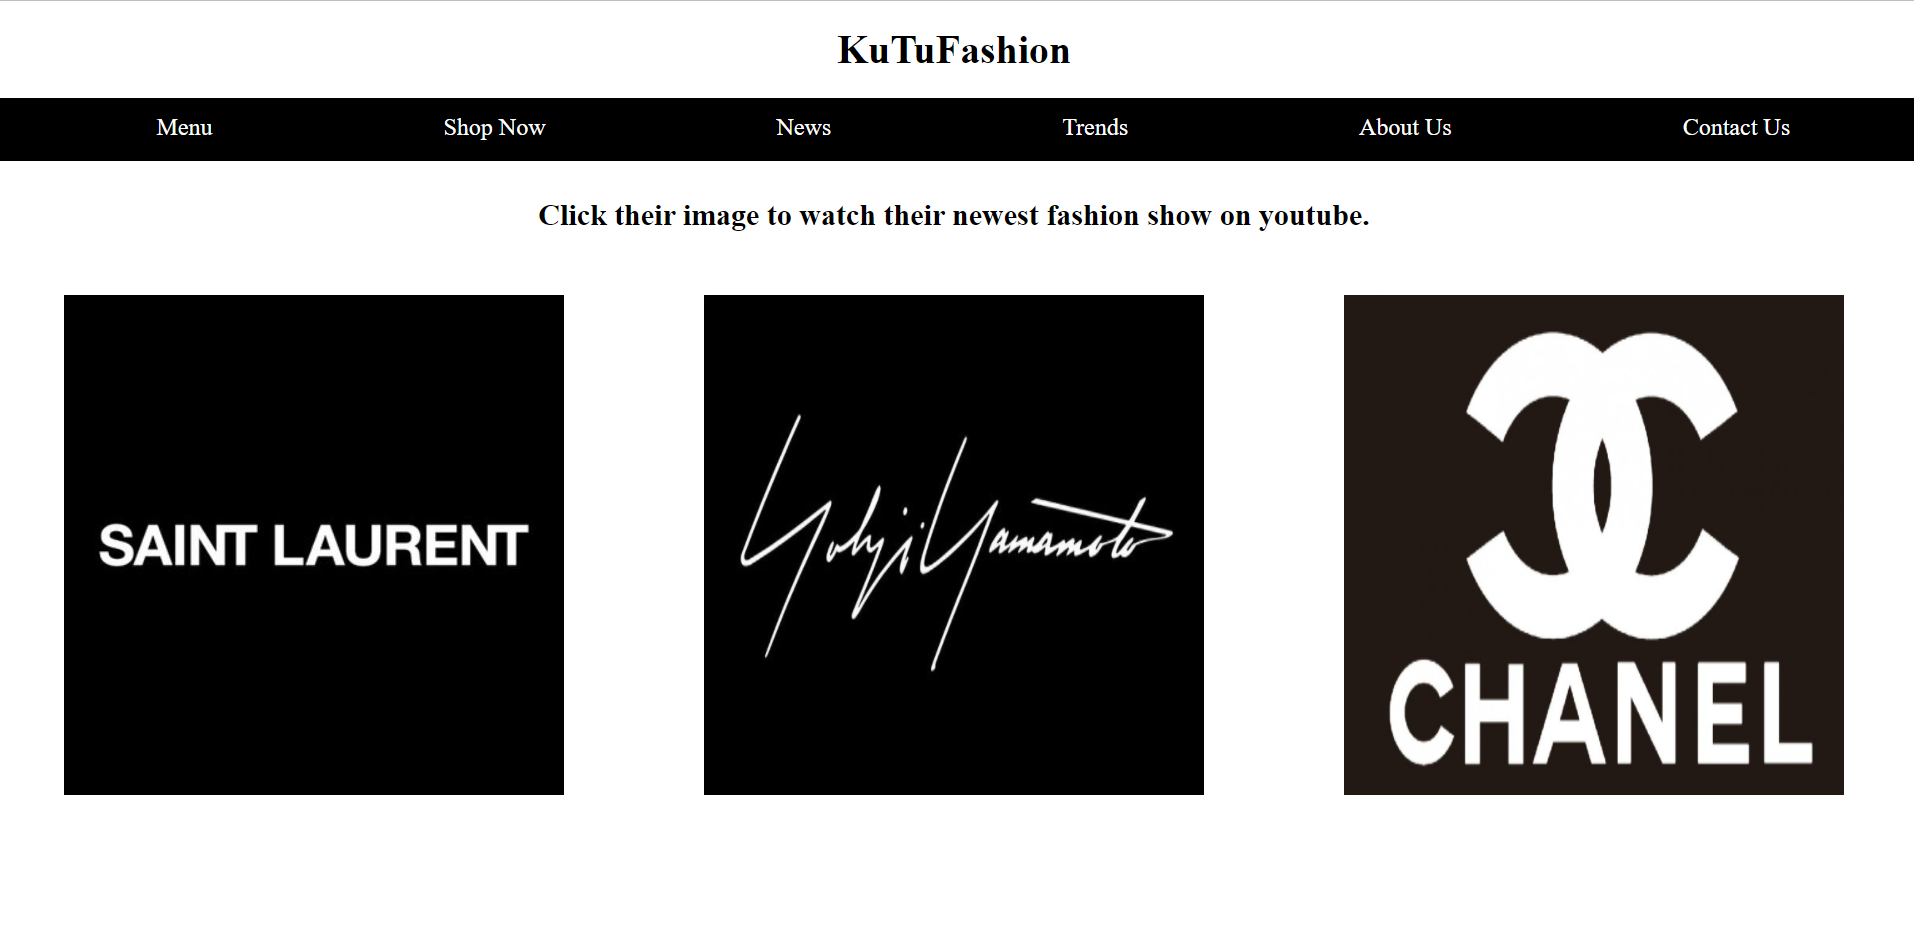 KuTuFashion
Menu Shop Now News Trends About Us Contact Us
Click their image to watch their newest fashion show on youtube.
SAINT LAURENT
Yohji Yamamoto
CHANEL